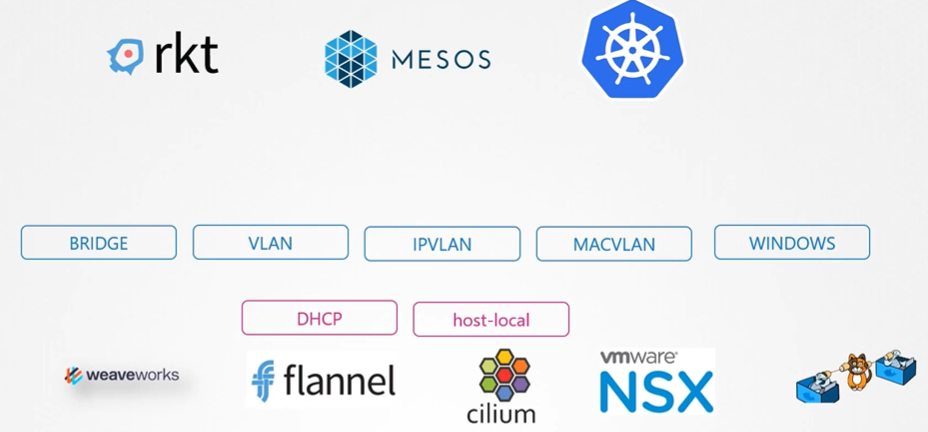 rkt
MESOS
BRIDGE
VLAN
IPVLAN
MACVLAN
WINDOWS
DHCP
host-local
weaveworks
flannel
cilium
vmware®
NSX